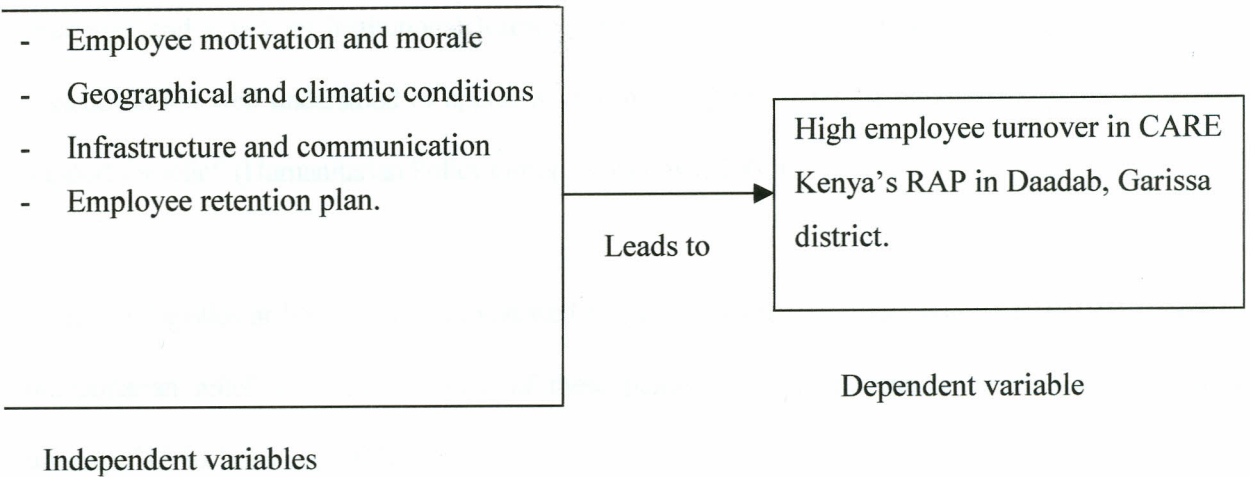 - Employee motivation and morale
- Geographical and climatic conditions
- Infrastructure and communication
- Employee retention plan.
Leads to
High employee turnover in CARE
Kenya's RAP in Daadab, Garissa
district.
Dependent variable
Independent variables